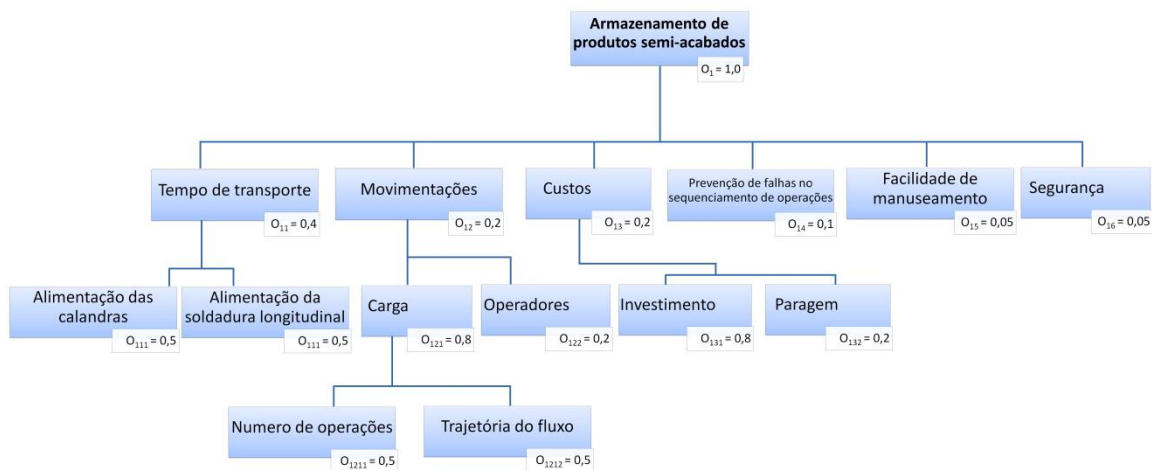 Armazenamento de
produtos semi-acabados
O₁ = 1,0
Tempo de transporte
O₁₁ = 0,4
Movimentações
O₁₂ = 0,2
Custos
O₁₃ = 0,2
Prevenção de falhas no
sequenciamento de operações
O₁₄ = 0,1
Facilidade de
manuseamento
O₁₅ = 0,05
Segurança
O₁₆ = 0,05
Alimentação das
calandras
O₁₁₁ = 0,5
Alimentação da
soldadura longitudinal
O₁₁₁ = 0,5
Carga
O₁₂₁ = 0,8
Operadores
O₁₂₂ = 0,2
Investimento
O₁₃₁ = 0,8
Paragem
O₁₃₂ = 0,2
Numero de operações
O₁₂₁₁ = 0,5
Trajetória do fluxo
O₁₂₁₂ = 0,5